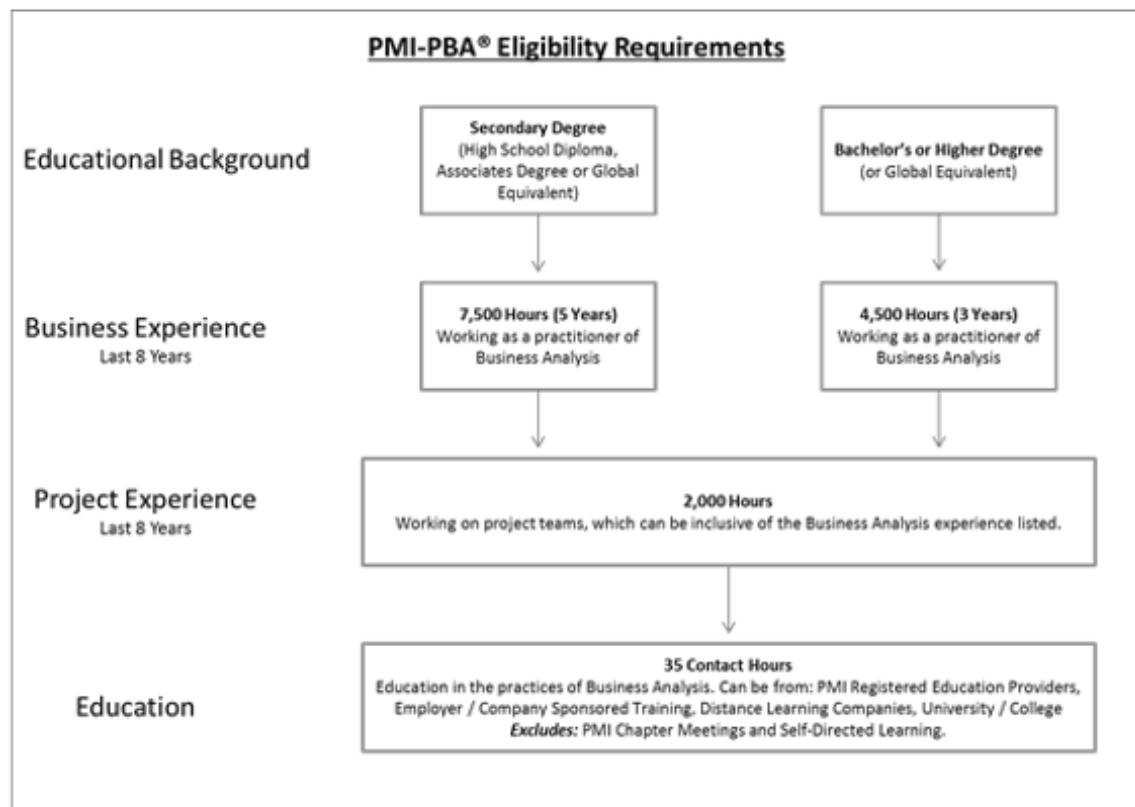 PMI-PBA® Eligibility Requirements
Educational Background
Secondary Degree
(High School Diploma,
Associates Degree or Global
Equivalent)
Bachelor's or Higher Degree
(or Global Equivalent)
Business Experience
Last 8 Years
7,500 Hours (5 Years)
Working as a practitioner of
Business Analysis
4,500 Hours (3 Years)
Working as a practitioner of
Business Analysis
Project Experience
Last 8 Years
2,000 Hours
Working on project teams, which can be inclusive of the Business Analysis experience listed.
Education
35 Contact Hours
Education in the practices of Business Analysis. Can be from: PMI Registered Education Providers,
Employer / Company Sponsored Training, Distance Learning Companies, University / College
Excludes: PMI Chapter Meetings and Self-Directed Learning.